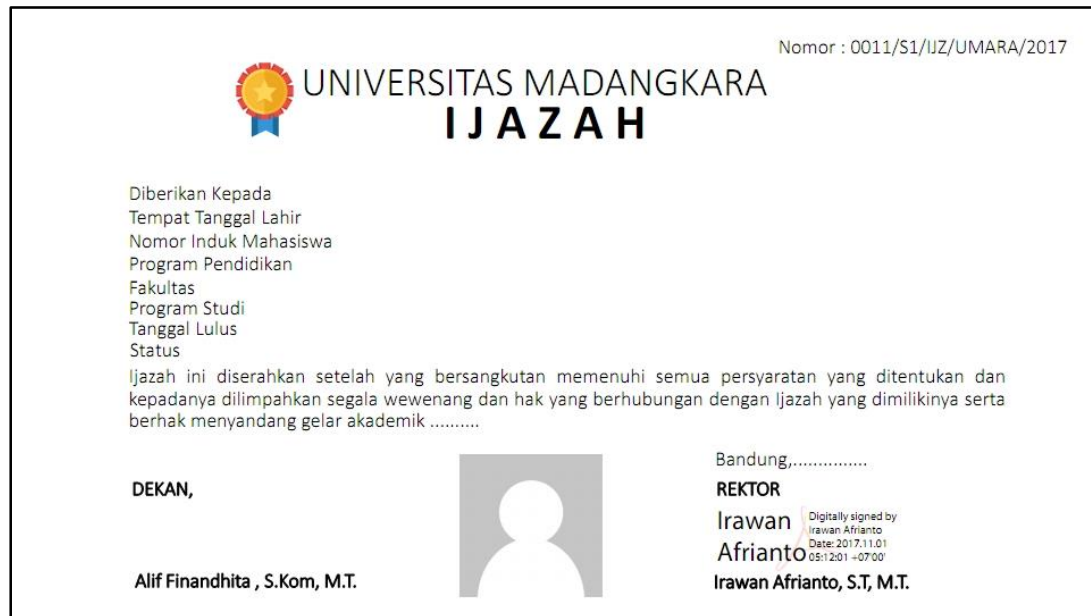 Nomor : 0011/S1/IJZ/UMARA/2017
UNIVERSITAS MADANGKARA
IJAZAH
Diberikan Kepada
Tempat Tanggal Lahir
Nomor Induk Mahasiswa
Program Pendidikan
Fakultas
Program Studi
Tanggal Lulus
Status
Ijazah ini diserahkan setelah yang bersangkutan memenuhi semua persyaratan yang ditentukan dan
kepadanya dilimpahkan segala wewenang dan hak yang berhubungan dengan Ijazah yang dimilikinya serta
berhak menyandang gelar akademik ..........
Bandung,...............
DEKAN,
REKTOR
Irawan
Afrianto
Digitally signed by
Irawan Afrianto
Date: 2017.11.01
05:12:01 +07'00'
Alif Finandhita , S.Kom, M.T.
Irawan Afrianto, S.T, M.T.